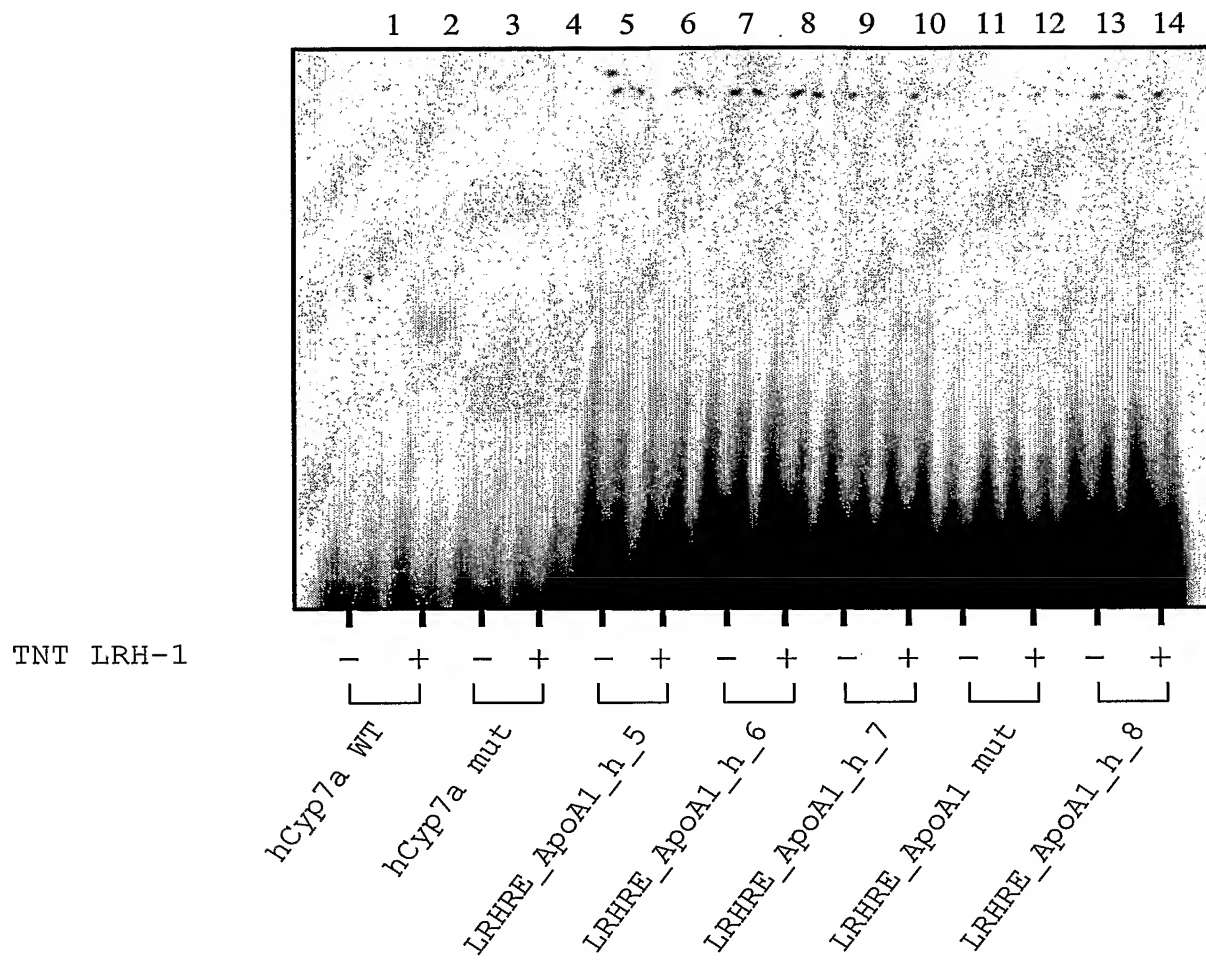 1 2 3 4 5 6 7 8 9 10 11 12 13 14
TNT LRH-1 − + − + − + − + − + − + − +
hCyp7a WT
hCyp7a mut
LRHRE_ApoA1_h_5
LRHRE_ApoA1_h_6
LRHRE_ApoA1_h_7
LRHRE_ApoA1 mut
LRHRE_ApoA1_h_8